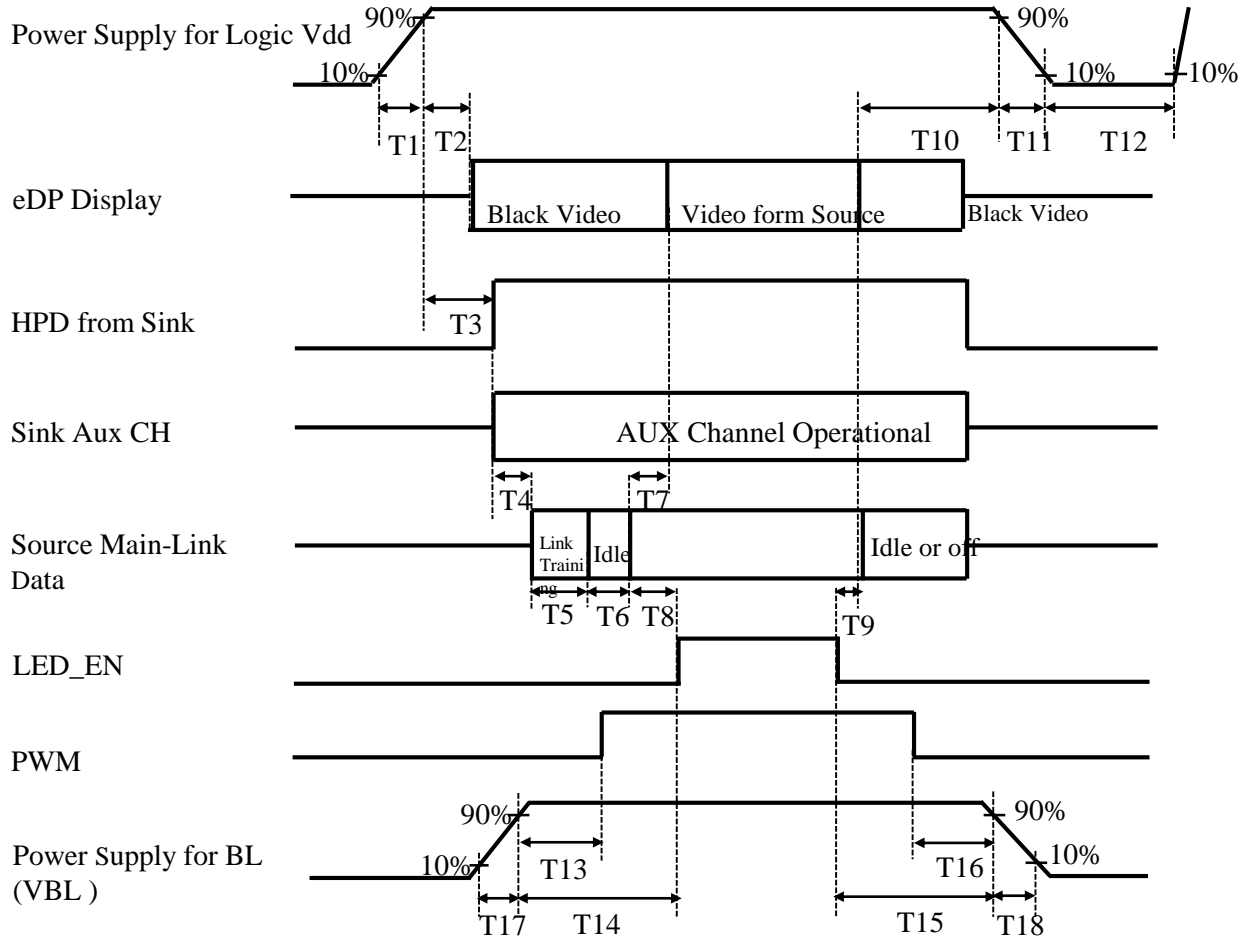 90%
90%
Power Supply for Logic Vdd
10%
10%
10%
T1
T2
T10
T11
T12
eDP Display
Black Video
Video form Source
Black Video
HPD from Sink
T3
Sink Aux CH
AUX Channel Operational
T4
T7
Source Main-Link
Data
Link
Traini
ng
Idle
Idle or off
T5
T6
T8
T9
LED_EN
PWM
90%
90%
Power Supply for BL
(VBL )
10%
10%
T13
T16
T17
T14
T15
T18